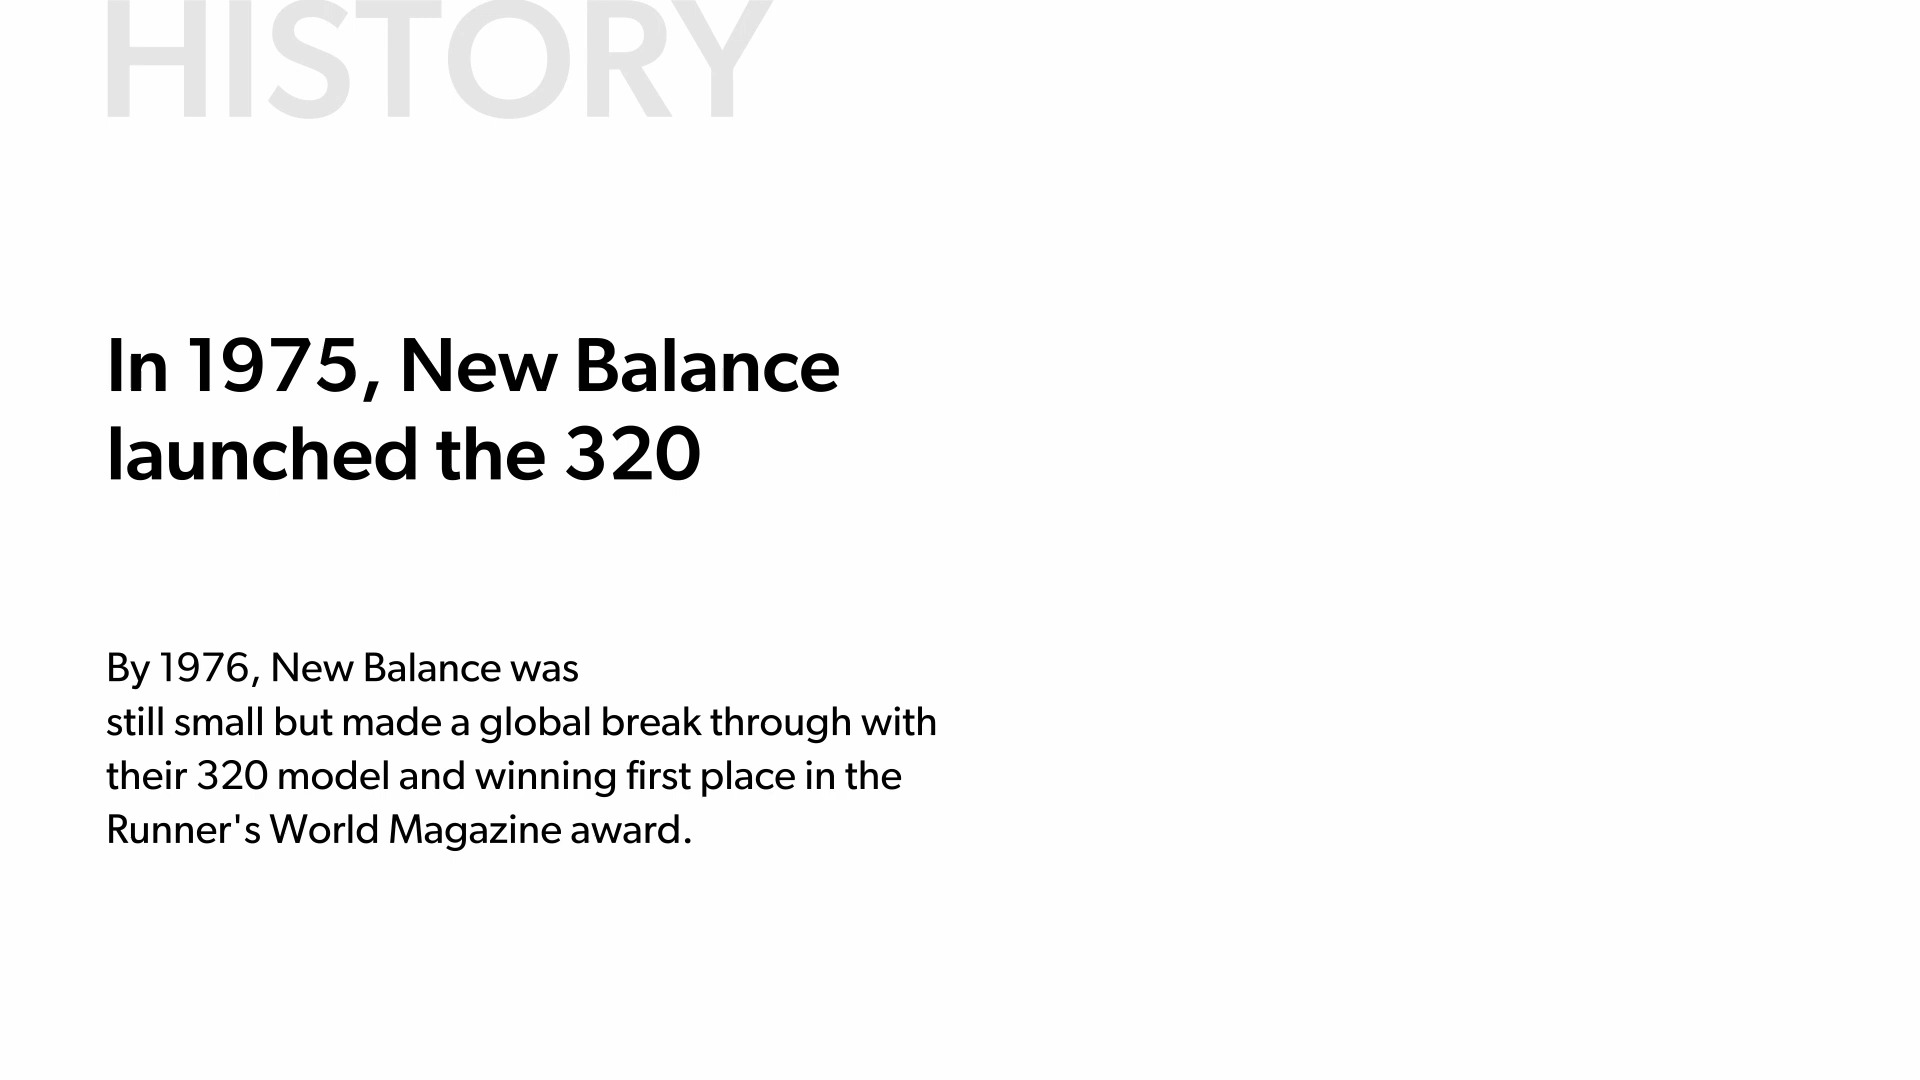 HISTORY
In 1975, New Balance
launched the 320
By 1976, New Balance was
still small but made a global break through with
their 320 model and winning first place in the
Runner's World Magazine award.